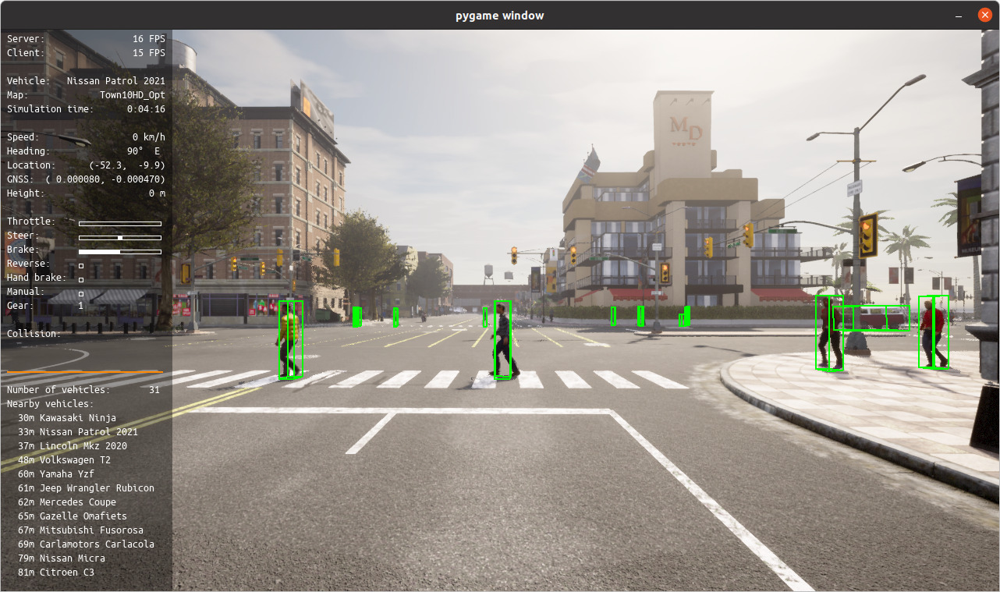 pygame window
Server: 16 FPS
Client: 15 FPS
Vehicle: Nissan Patrol 2021
Map: Town10HD_Opt
Simulation time: 0:04:16
Speed: 0 km/h
Heading: 90° E
Location: (-52.3, -9.9)
GNSS: ( 0.000080, -0.000470)
Height: 0 m
Throttle:
Steer:
Brake:
Reverse:
Hand brake:
Manual:
Gear: 1
Collision:
Number of vehicles: 31
Nearby vehicles:
30m Kawasaki Ninja
33m Nissan Patrol 2021
37m Lincoln Mkz 2020
48m Volkswagen T2
60m Yamaha Yzf
61m Jeep Wrangler Rubicon
62m Mercedes Coupe
65m Gazelle Omafiets
67m Mitsubishi Fusorosa
69m Carlamotors Carlacola
79m Nissan Micra
81m Citroen C3
MD